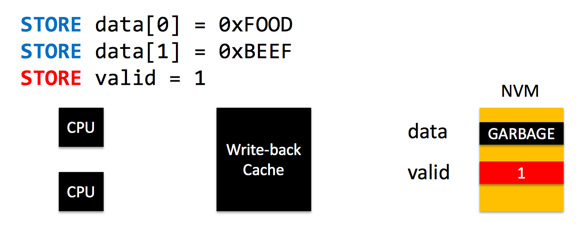 STORE data[0] = 0xFOOD
STORE data[1] = 0xBEEF
STORE valid = 1
NVM
CPU
Write-back
Cache
data
GARBAGE
valid
1
CPU